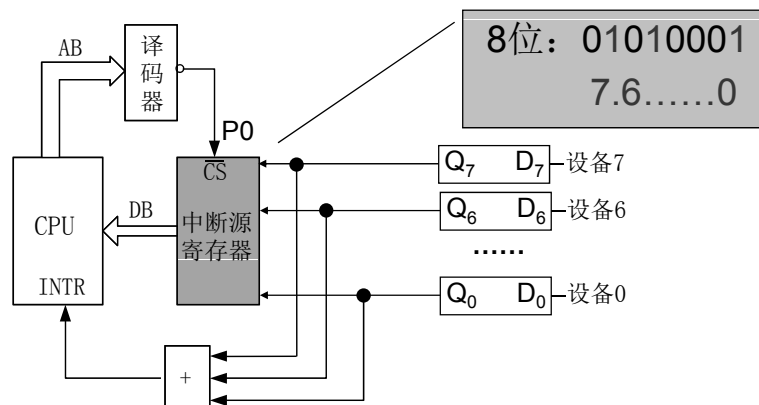 8位：01010001
7.6......0
AB
译码器
P0
CS
中断源寄存器
DB
CPU
INTR
+
Q7 D7 设备7
Q6 D6 设备6
......
Q0 D0 设备0